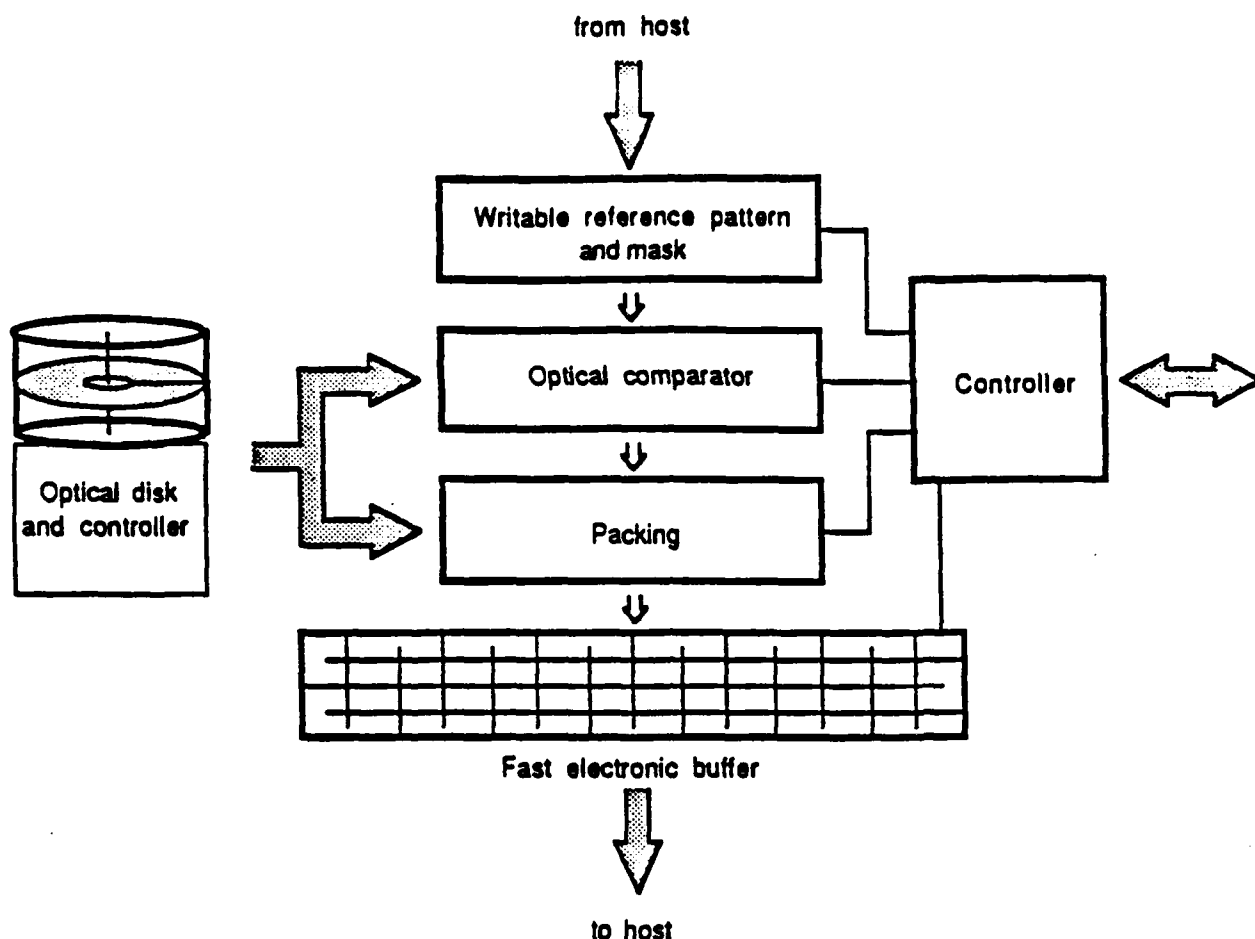 from host
Writable reference pattern
and mask
Optical comparator
Controller
Optical disk
and controller
Packing
Fast electronic buffer
to host